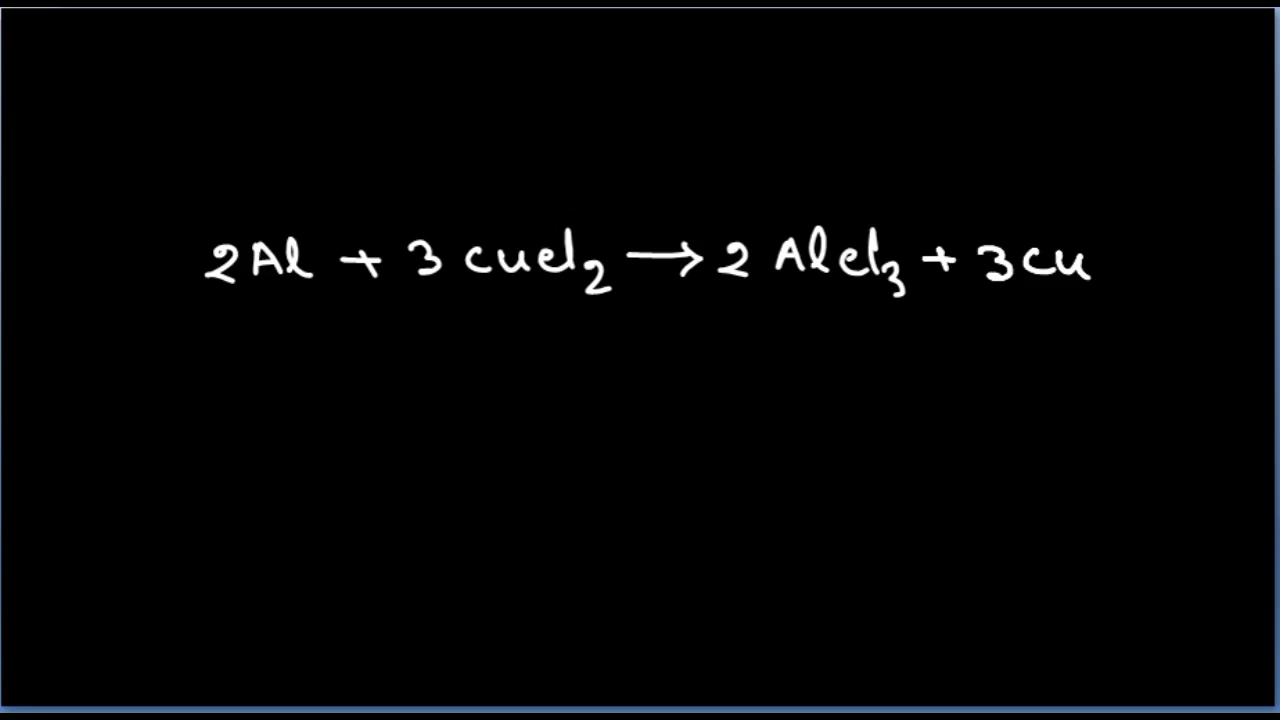 2Al + 3 CuCl₂ → 2 AlCl₃ + 3Cu